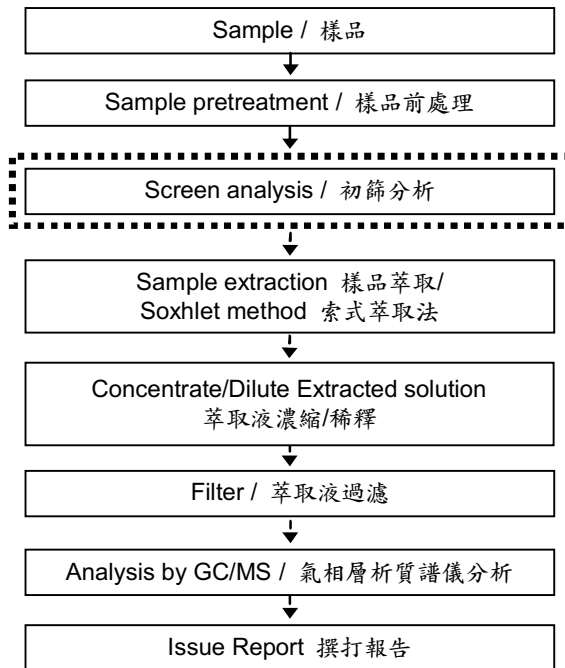 Sample / 樣品
Sample pretreatment / 樣品前處理
Screen analysis / 初篩分析
Sample extraction 樣品萃取/
Soxhlet method 索式萃取法
Concentrate/Dilute Extracted solution
萃取液濃縮/稀釋
Filter / 萃取液過濾
Analysis by GC/MS / 氣相層析質譜儀分析
Issue Report 撰打報告